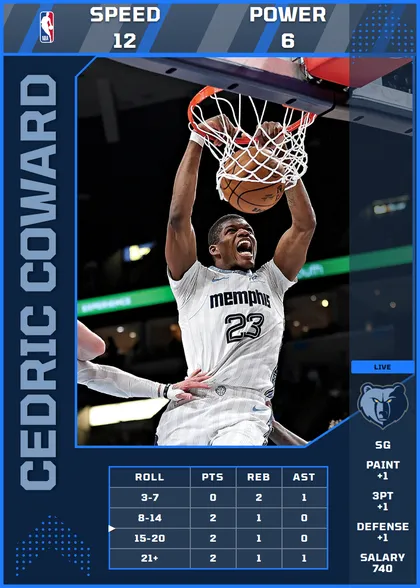 SPEED POWER
12 6
NBA
CEDRIC COWARD
EXPERIENCE
MEMPHIS
23
LIVE
SG
PAINT
+1
3PT
+1
DEFENSE
+1
SALARY
740
ROLL PTS REB AST
3-7 0 2 1
8-14 2 1 0
15-20 2 1 0
21+ 2 1 1